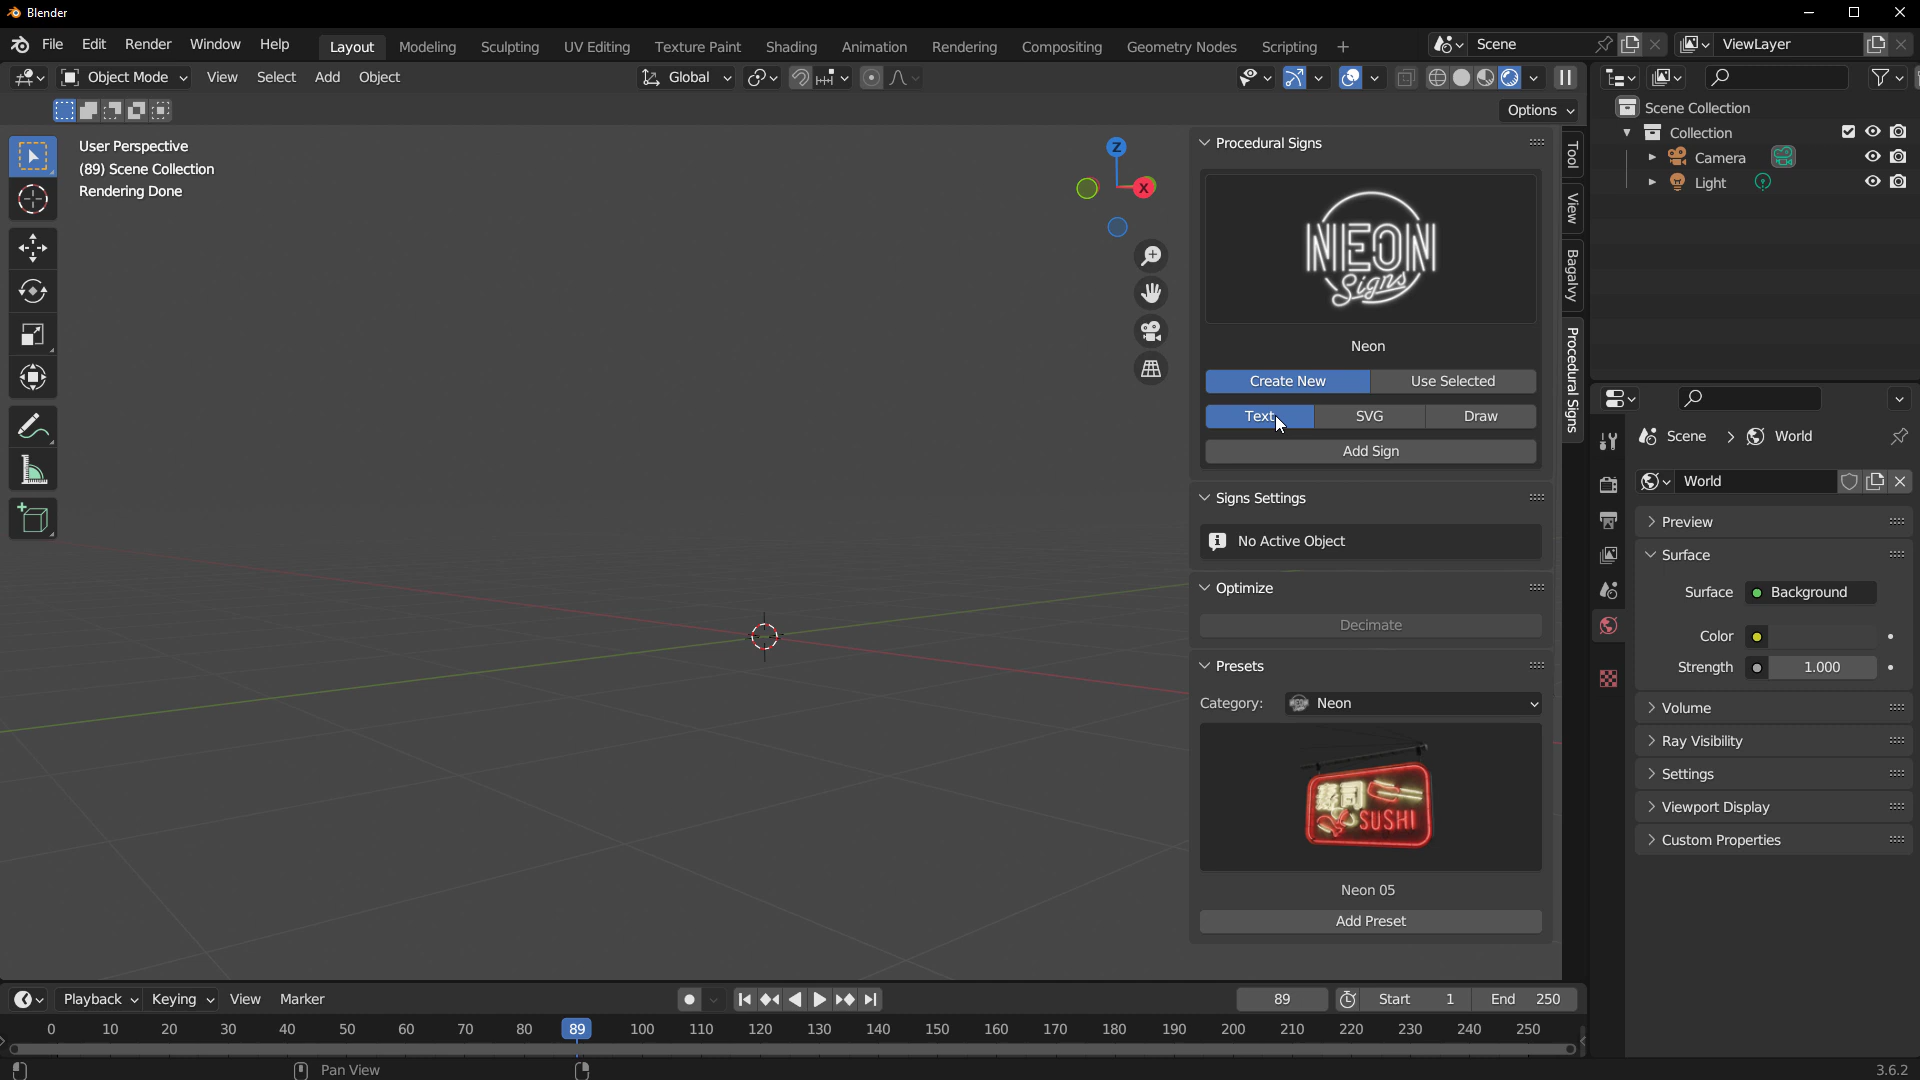 Blender
File Edit Render Window Help
Layout Modeling Sculpting UV Editing Texture Paint Shading Animation Rendering Compositing Geometry Nodes Scripting +
Scene
ViewLayer
Object Mode View Select Add Object
Global
Options
User Perspective
(89) Scene Collection
Rendering Done
Z
X
Procedural Signs
NEON
Signs
Neon
Create New Use Selected
Text SVG Draw
Add Sign
Signs Settings
No Active Object
Optimize
Decimate
Presets
Category: Neon
SUSHI
Neon 05
Add Preset
Tool
View
Bagalvy
Procedural Signs
Scene Collection
Collection
Camera
Light
Scene World
World
Preview
Surface
Surface Background
Color
Strength 1.000
Volume
Ray Visibility
Settings
Viewport Display
Custom Properties
Playback Keying View Marker
89 Start 1 End 250
0 10 20 30 40 50 60 70 80 89 100 110 120 130 140 150 160 170 180 190 200 210 220 230 240 250
Pan View
3.6.2